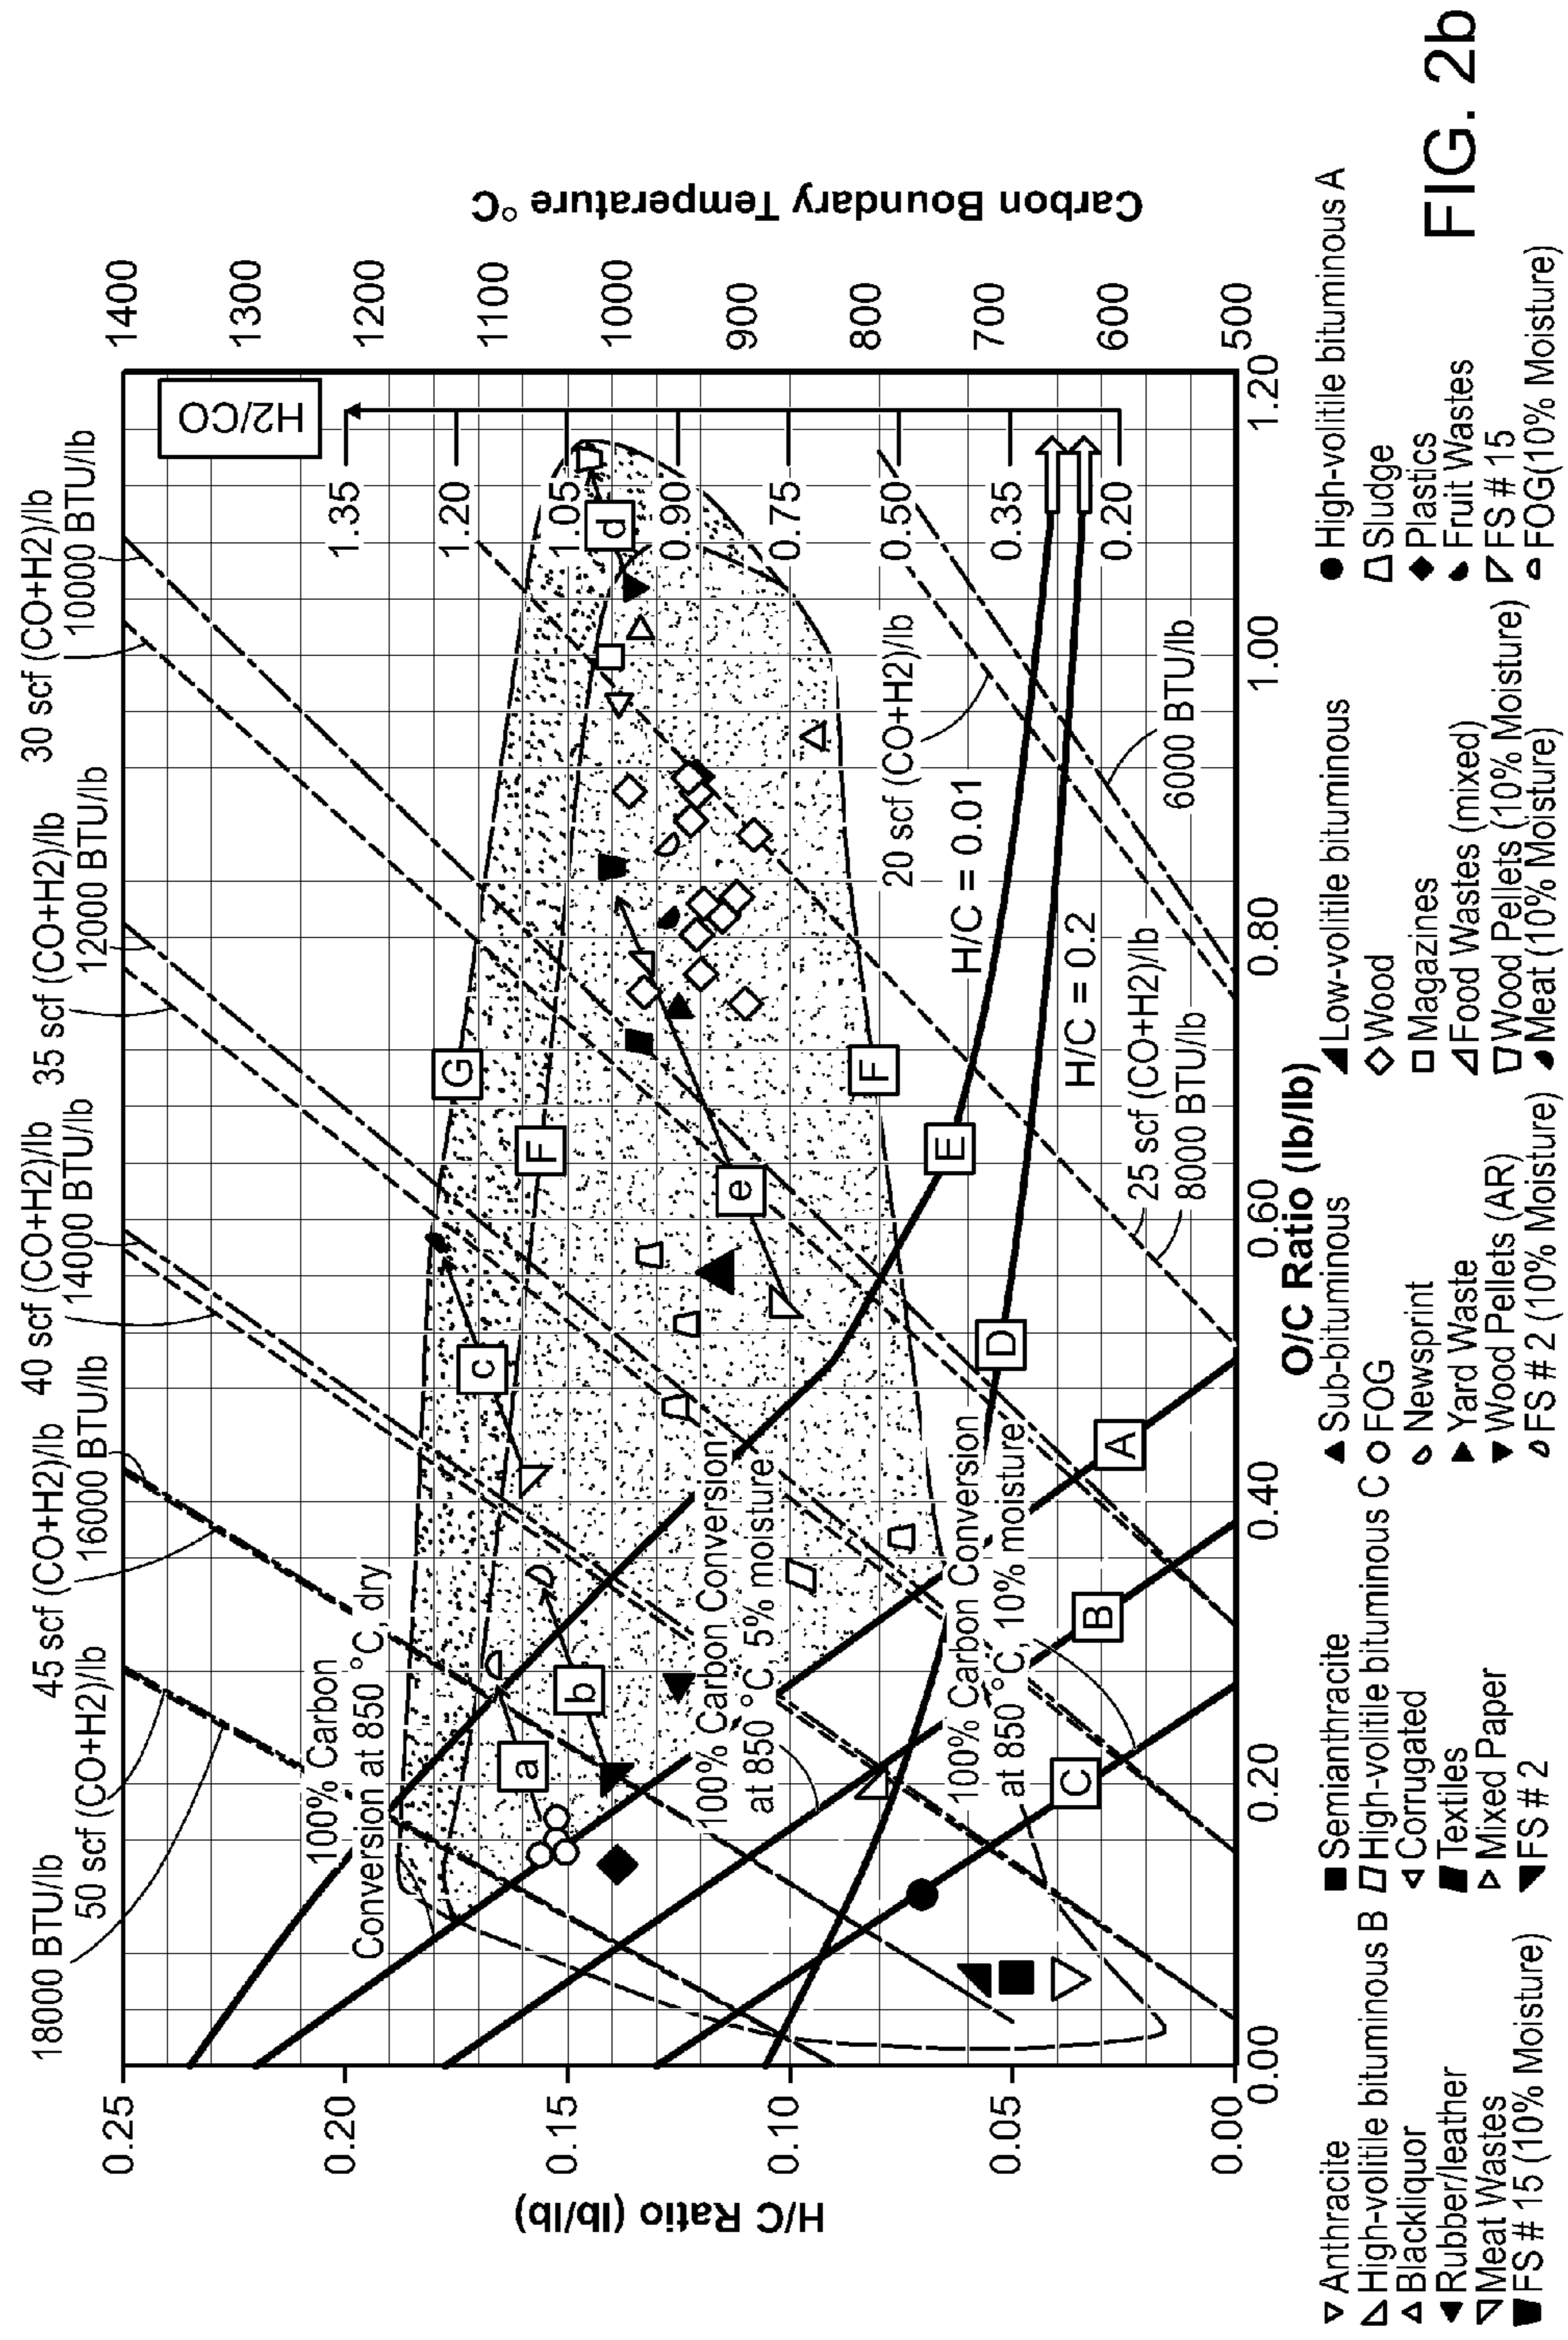 18000 BTU/lb
50 scf (CO+H2)/lb
45 scf (CO+H2)/lb
16000 BTU/lb
40 scf (CO+H2)/lb
14000 BTU/lb
35 scf (CO+H2)/lb
12000 BTU/lb
30 scf (CO+H2)/lb
10000 BTU/lb
H/C Ratio (lb/lb)
0.25
0.20
0.15
0.10
0.05
0.00
100% Carbon
Conversion at 850 °C, dry
100% Carbon Conversion
at 850 °C, 5% moisture
100% Carbon Conversion
at 850 °C, 10% moisture
a
b
c
d
e
A
B
C
D
E
F
F
G
H/C = 0.01
H/C = 0.2
20 scf (CO+H2)/lb
6000 BTU/lb
25 scf (CO+H2)/lb
8000 BTU/lb
H2/CO
1.35
1.20
1.05
0.90
0.75
0.50
0.35
0.20
1400
1300
1200
1100
1000
900
800
700
600
500
Carbon Boundary Temperature °C
0.00
0.20
0.40
0.60
0.80
1.00
1.20
O/C Ratio (lb/lb)
Anthracite
Semianthracite
Sub-bituminous
Low-volitile bituminous
High-volitile bituminous A
High-volitile bituminous B
High-volitile bituminous C
FOG
Wood
Sludge
Blackliquor
Corrugated
Newsprint
Magazines
Plastics
Rubber/leather
Textiles
Yard Waste
Food Wastes (mixed)
Fruit Wastes
Meat Wastes
Mixed Paper
Wood Pellets (AR)
Wood Pellets (10% Moisture)
FS # 15
FS # 15 (10% Moisture)
FS # 2
FS # 2 (10% Moisture)
Meat (10% Moisture)
FOG(10% Moisture)
FIG. 2b